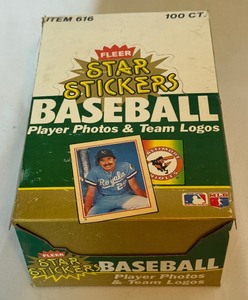 ITEM 616
100 CT.
FLEER
STAR
STICKERS
BASEBALL
Player Photos & Team Logos
Royals
FLEER
STAR
STICKERS
BASEBALL
Player Photos
& Team Logos